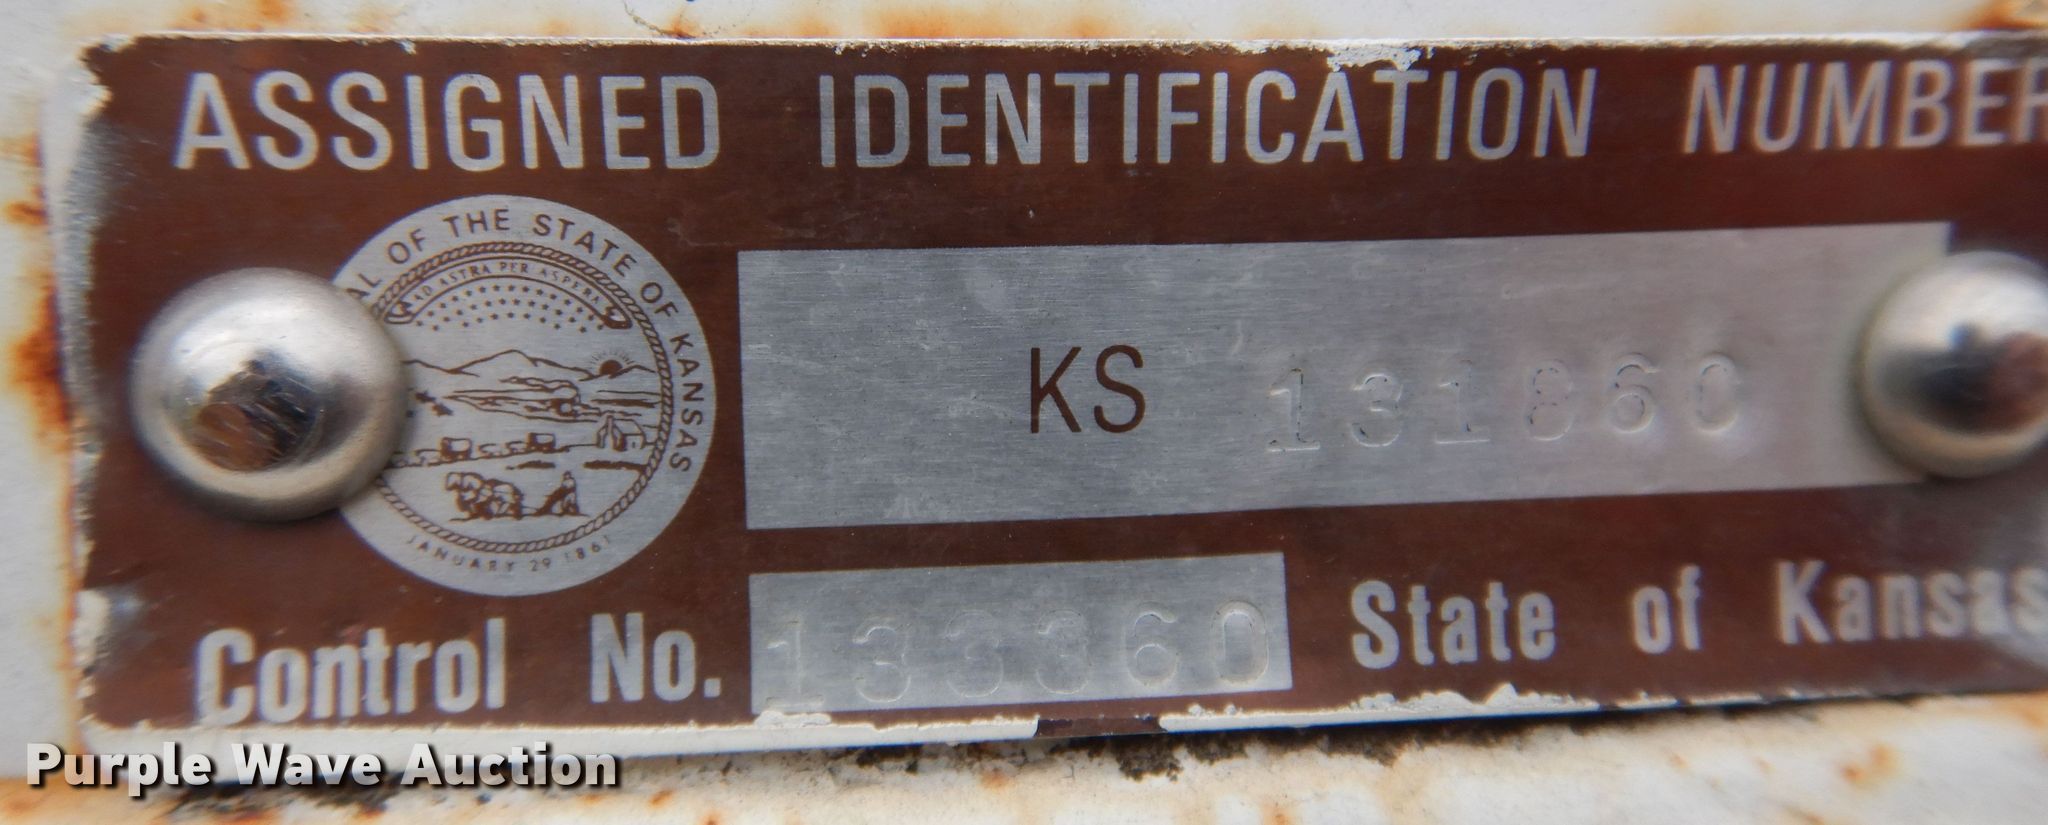 ASSIGNED IDENTIFICATION NUMBER
AL OF THE STATE OF KANSAS
AD ASTRA PER ASPERA
JANUARY 29 1861
KS 131860
Control No. 133360 State of Kansas
Purple Wave Auction